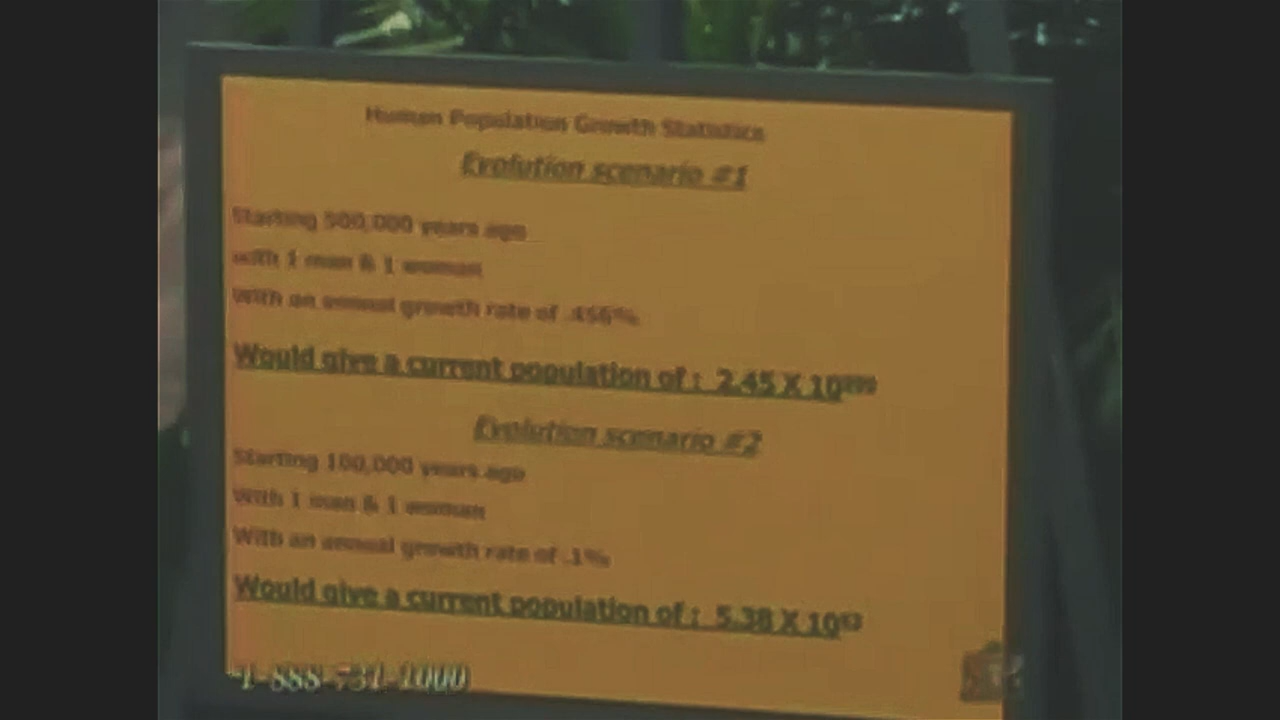 Human Population Growth Statistics
Evolution scenario #1
Starting 500,000 years ago
with 1 man & 1 woman
With an annual growth rate of .456%
Would give a current population of : 2.45 X
Evolution scenario #2
Starting 100,000 years ago
With 1 man & 1 woman
With an annual growth rate of .1%
Would give a current population of : 5.38 X 10⁴³
1-888-731-1000